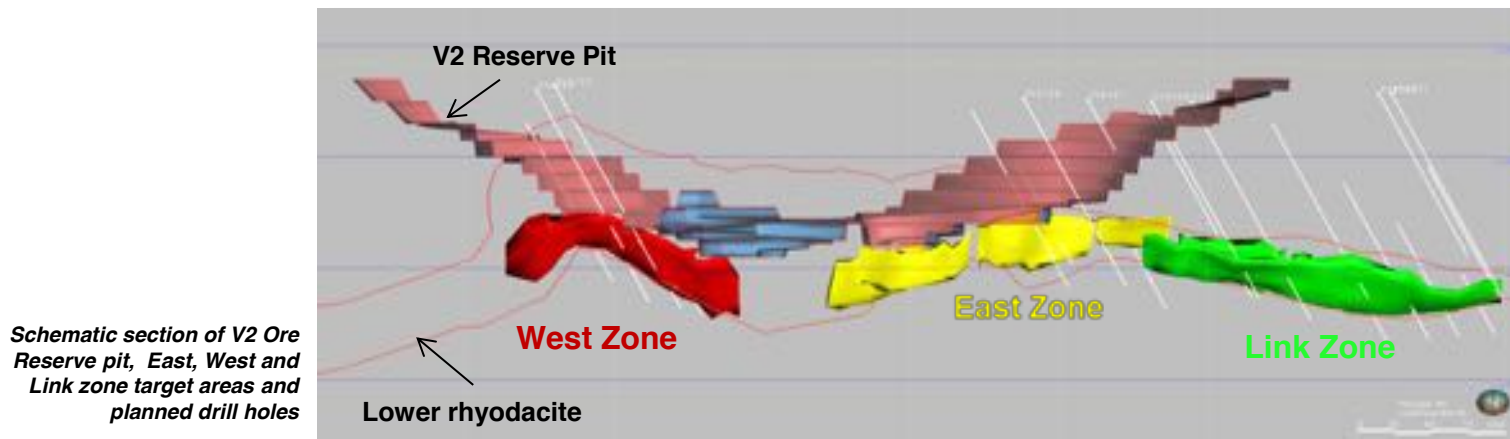 V2 Reserve Pit
East Zone
West Zone
Link Zone
Schematic section of V2 Ore
Reserve pit, East, West and
Link zone target areas and
planned drill holes
Lower rhyodacite